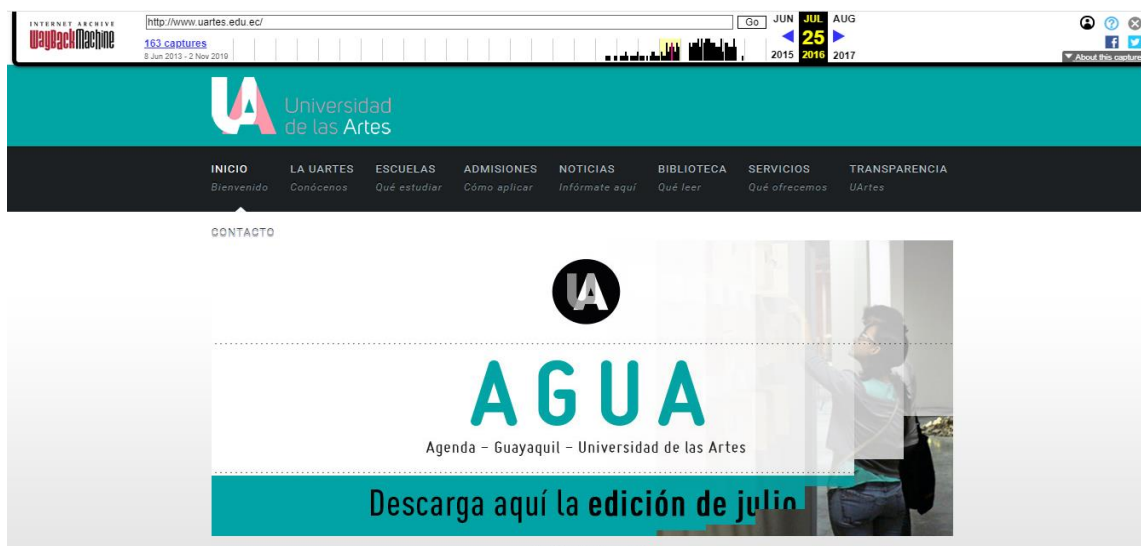 INTERNET ARCHIVE
WayBackMachine
http://www.uartes.edu.ec/
Go
JUN JUL AUG
163 captures
25
8 Jun 2013 - 2 Nov 2019
2015 2016 2017
About this capture
UA
Universidad
de las Artes
INICIO LA UARTES ESCUELAS ADMISIONES NOTICIAS BIBLIOTECA SERVICIOS TRANSPARENCIA
Bienvenido Conócenos Qué estudiar Cómo aplicar Infórmate aquí Qué leer Qué ofrecemos UArtes
CONTACTO
UA
AGUA
Agenda – Guayaquil – Universidad de las Artes
Descarga aquí la edición de julio